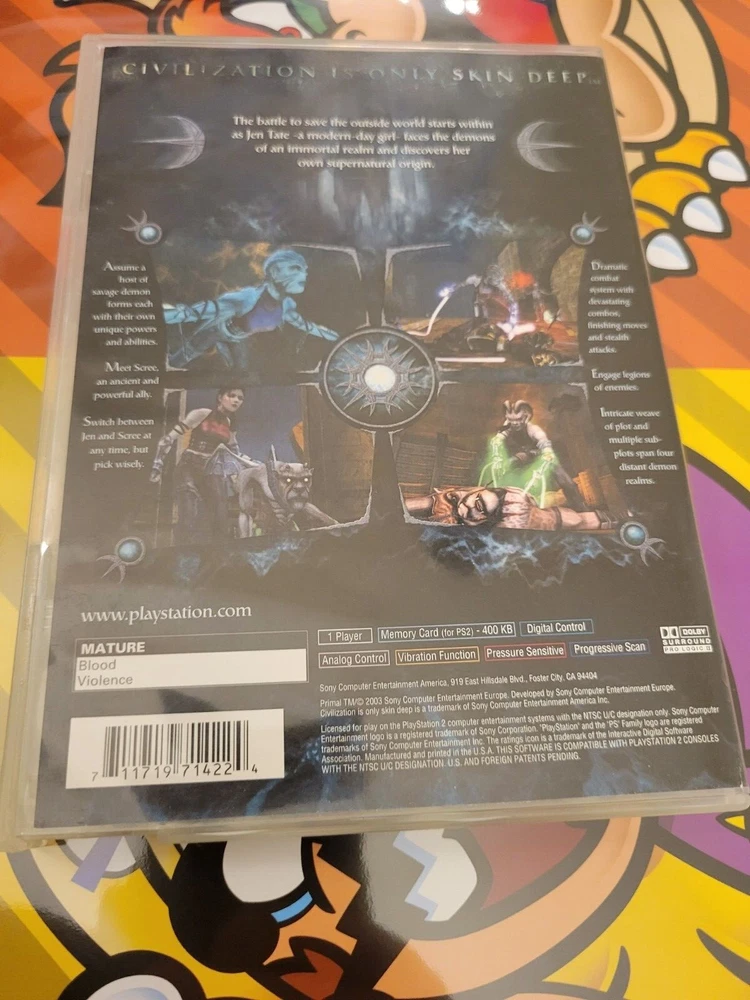 CIVILIZATION IS ONLY SKIN DEEP™
The battle to save the outside world starts within
as Jen Tate -a modern-day girl- faces the demons
of an immortal realm and discovers her
own supernatural origin.
Assume a
host of
savage demon
forms each
with their own
unique powers
and abilities.
Meet Scree,
an ancient and
powerful ally.
Switch between
Jen and Scree at
any time, but
pick wisely.
Dramatic
combat
system with
devastating
combos,
finishing moves
and stealth
attacks.
Engage legions
of enemies.
Intricate weave
of plot and
multiple sub-
plots span four
distant demon
realms.
www.playstation.com
MATURE
Blood
Violence
1 Player
Memory Card (for PS2) - 400 KB
Digital Control
Analog Control
Vibration Function
Pressure Sensitive
Progressive Scan
DOLBY
SURROUND
PRO LOGIC II
Sony Computer Entertainment America, 919 East Hillsdale Blvd., Foster City, CA 94404
Primal TM/© 2003 Sony Computer Entertainment Europe. Developed by Sony Computer Entertainment Europe.
Civilization is only skin deep is a trademark of Sony Computer Entertainment America Inc.
Licensed for play on the PlayStation 2 computer entertainment systems with the NTSC U/C designation only. Sony Computer
Entertainment logo is a registered trademark of Sony Corporation. "PlayStation" and the "PS" Family logo are registered
trademarks of Sony Computer Entertainment Inc. The ratings icon is a trademark of the Interactive Digital Software
Association. Manufactured and printed in the U.S.A. THIS SOFTWARE IS COMPATIBLE WITH PLAYSTATION 2 CONSOLES
WITH THE NTSC U/C DESIGNATION. U.S. AND FOREIGN PATENTS PENDING.
7 11719 71422 4